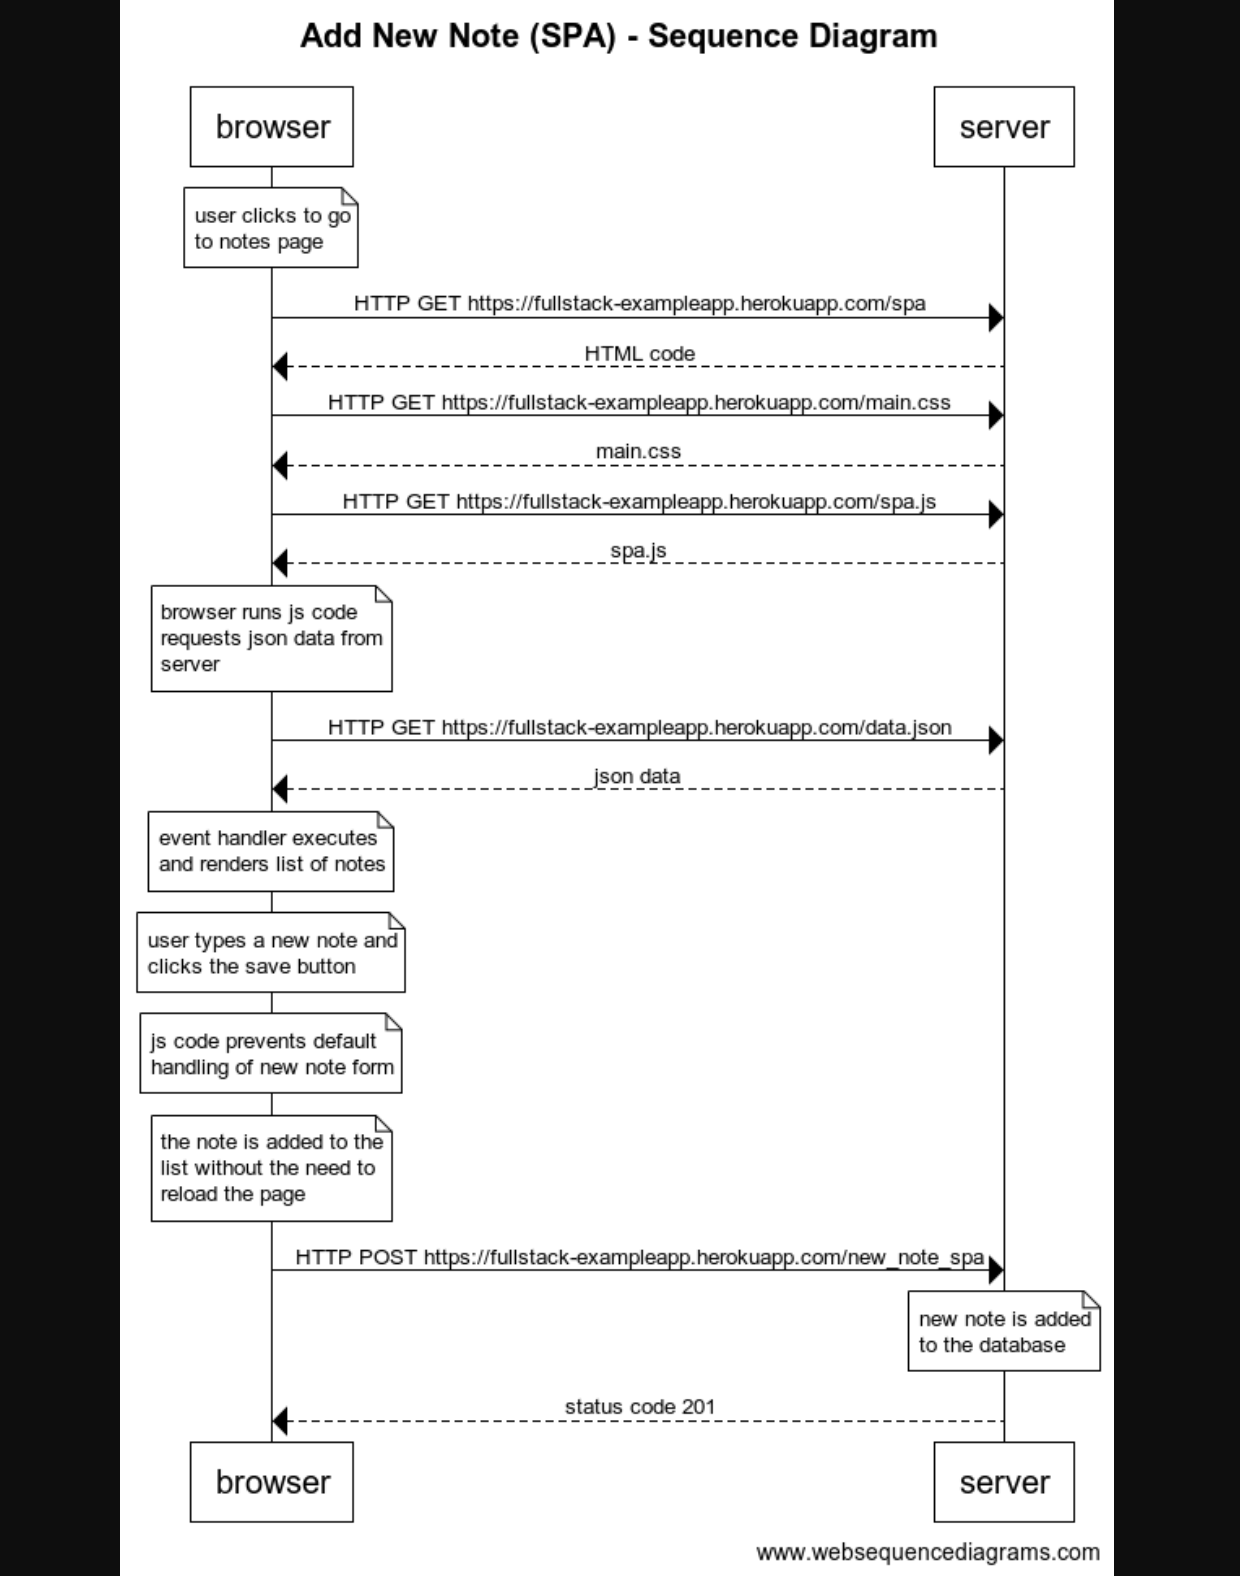 Add New Note (SPA) - Sequence Diagram
browser
server
user clicks to go
to notes page
HTTP GET https://fullstack-exampleapp.herokuapp.com/spa
HTML code
HTTP GET https://fullstack-exampleapp.herokuapp.com/main.css
main.css
HTTP GET https://fullstack-exampleapp.herokuapp.com/spa.js
spa.js
browser runs js code
requests json data from
server
HTTP GET https://fullstack-exampleapp.herokuapp.com/data.json
json data
event handler executes
and renders list of notes
user types a new note and
clicks the save button
js code prevents default
handling of new note form
the note is added to the
list without the need to
reload the page
HTTP POST https://fullstack-exampleapp.herokuapp.com/new_note_spa
new note is added
to the database
status code 201
browser
server
www.websequencediagrams.com